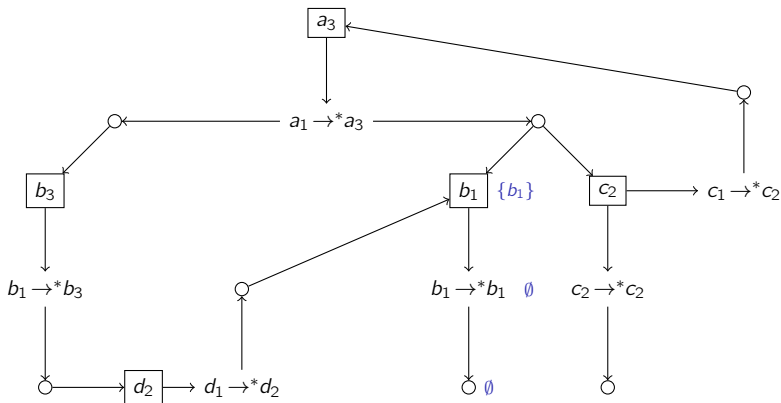 a₃
a₁ →* a₃
b₃
b₁ {b₁}
c₂
c₁ →* c₂
b₁ →* b₃
b₁ →* b₁ ∅
c₂ →* c₂
d₂
d₁ →* d₂
∅